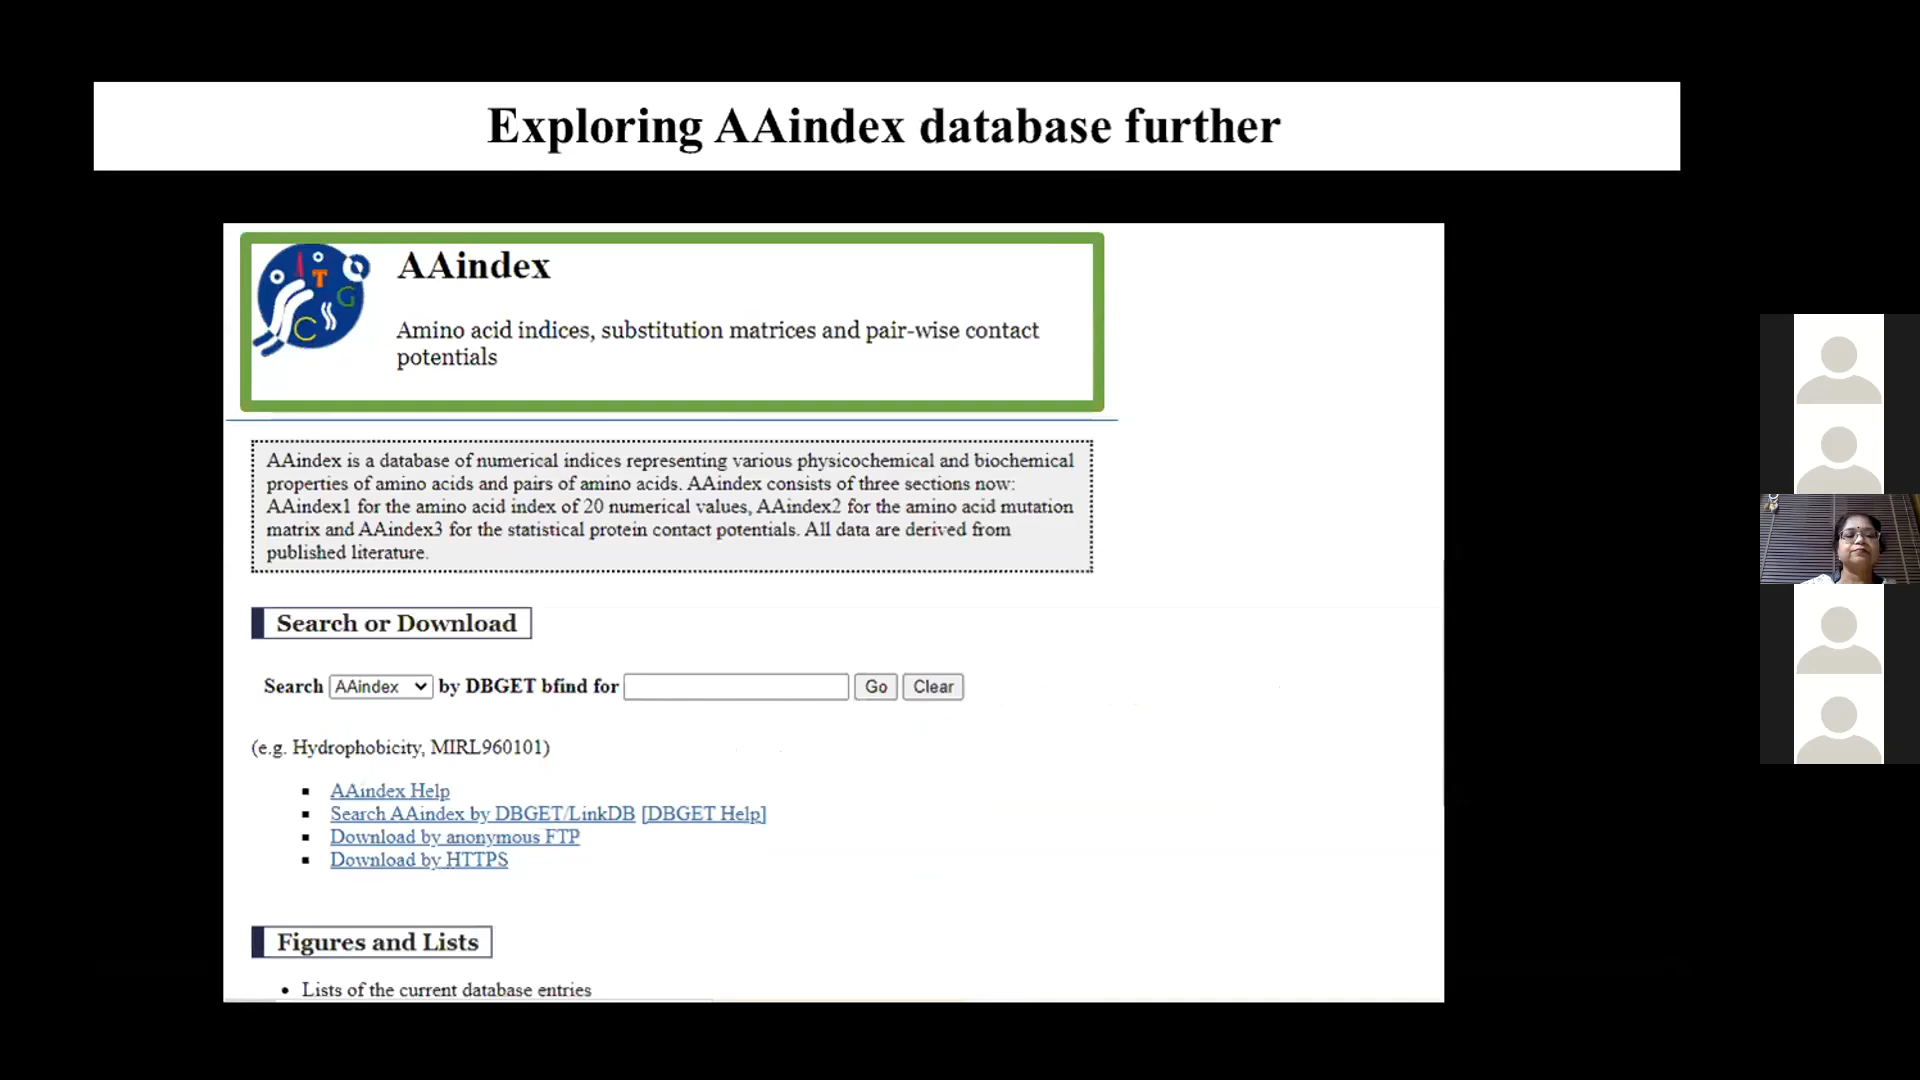 Exploring AAindex database further
T
G
C
AAindex
Amino acid indices, substitution matrices and pair-wise contact
potentials
AAindex is a database of numerical indices representing various physicochemical and biochemical
properties of amino acids and pairs of amino acids. AAindex consists of three sections now:
AAindex1 for the amino acid index of 20 numerical values, AAindex2 for the amino acid mutation
matrix and AAindex3 for the statistical protein contact potentials. All data are derived from
published literature.
Search or Download
Search AAindex by DBGET bfind for Go Clear
(e.g. Hydrophobicity, MIRL960101)
AAindex Help
Search AAindex by DBGET/LinkDB [DBGET Help]
Download by anonymous FTP
Download by HTTPS
Figures and Lists
Lists of the current database entries